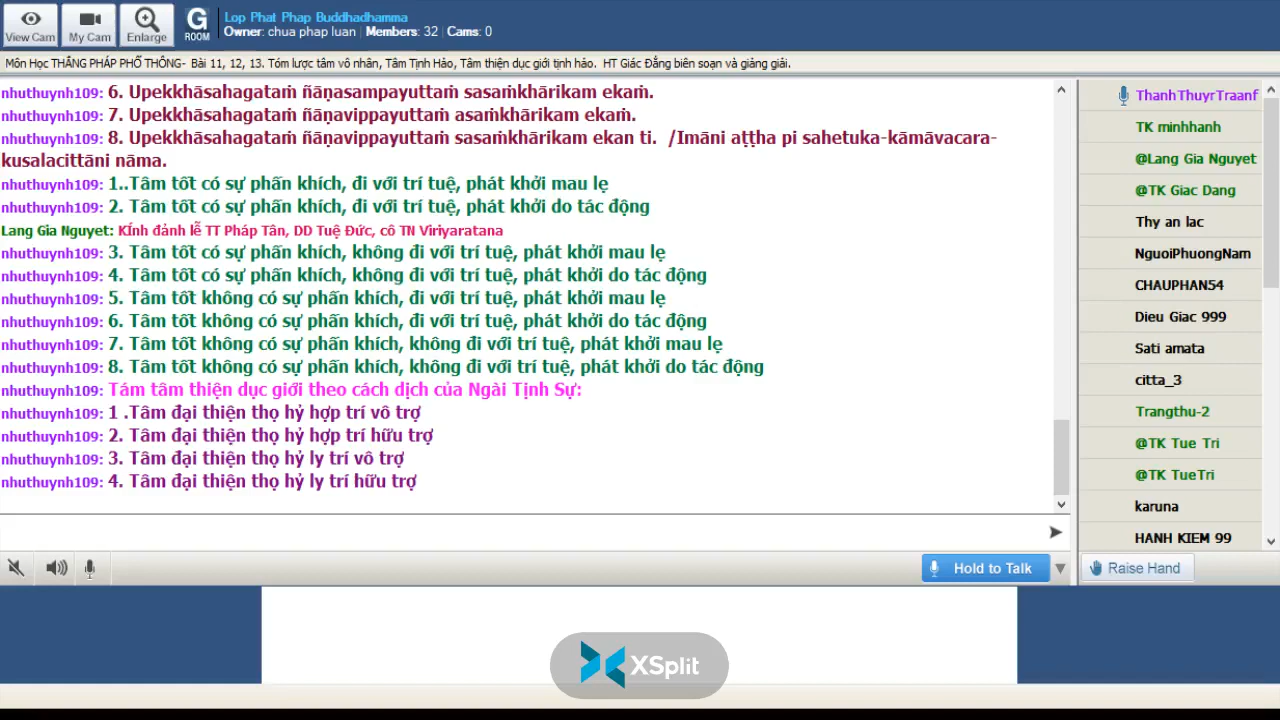 View Cam
My Cam
Enlarge
G
ROOM
Lop Phat Phap Buddhadhamma
Owner: chua phap luan | Members: 32 | Cams: 0
Môn Học THẮNG PHÁP PHỔ THÔNG- Bài 11, 12, 13. Tóm lược tâm vô nhân, Tâm Tịnh Hảo, Tâm thiện dục giới tịnh hảo.  HT Giác Đẳng biên soạn và giảng giải.
nhuthuynh109: 6. Upekkhāsahagataṁ ñāṇasampayuttaṁ sasaṁkhārikam ekaṁ.
nhuthuynh109: 7. Upekkhāsahagataṁ ñāṇavippayuttaṁ asaṁkhārikam ekaṁ.
nhuthuynh109: 8. Upekkhāsahagataṁ ñāṇavippayuttaṁ sasaṁkhārikam ekan ti.  /Imāni aṭṭha pi sahetuka-kāmāvacara-
kusalacittāni nāma.
nhuthuynh109: 1..Tâm tốt có sự phấn khích, đi với trí tuệ, phát khởi mau lẹ
nhuthuynh109: 2. Tâm tốt có sự phấn khích, đi với trí tuệ, phát khởi do tác động
Lang Gia Nguyet: KÍnh đảnh lễ TT Pháp Tân, DD Tuệ Đức, cô TN Viriyaratana
nhuthuynh109: 3. Tâm tốt có sự phấn khích, không đi với trí tuệ, phát khởi mau lẹ
nhuthuynh109: 4. Tâm tốt có sự phấn khích, không đi với trí tuệ, phát khởi do tác động
nhuthuynh109: 5. Tâm tốt không có sự phấn khích, đi với trí tuệ, phát khởi mau lẹ
nhuthuynh109: 6. Tâm tốt không có sự phấn khích, đi với trí tuệ, phát khởi do tác động
nhuthuynh109: 7. Tâm tốt không có sự phấn khích, không đi với trí tuệ, phát khởi mau lẹ
nhuthuynh109: 8. Tâm tốt không có sự phấn khích, không đi với trí tuệ, phát khởi do tác động
nhuthuynh109: Tám tâm thiện dục giới theo cách dịch của Ngài Tịnh Sự:
nhuthuynh109: 1 .Tâm đại thiện thọ hỷ hợp trí vô trợ
nhuthuynh109: 2. Tâm đại thiện thọ hỷ hợp trí hữu trợ
nhuthuynh109: 3. Tâm đại thiện thọ hỷ ly trí vô trợ
nhuthuynh109: 4. Tâm đại thiện thọ hỷ ly trí hữu trợ
ThanhThuyrTraanf
TK minhhanh
@Lang Gia Nguyet
@TK Giac Dang
Thy an lac
NguoiPhuongNam
CHAUPHAN54
Dieu Giac 999
Sati amata
citta_3
Trangthu-2
@TK Tue Tri
@TK TueTri
karuna
HANH KIEM 99
Hold to Talk
Raise Hand
XSplit